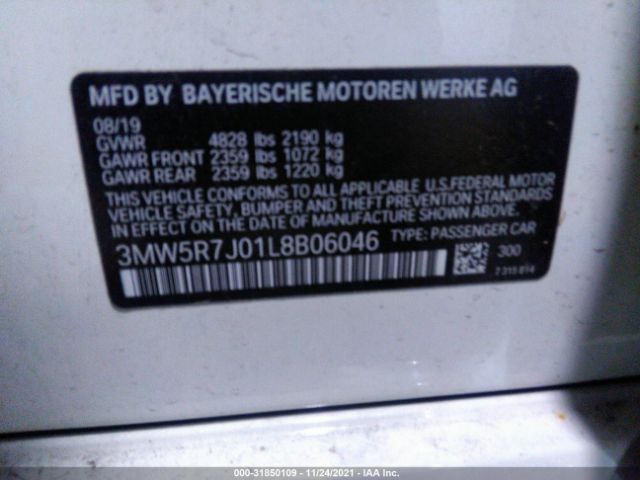 MFD BY BAYERISCHE MOTOREN WERKE AG
08/19
GVWR 4828 lbs 2190 kg
GAWR FRONT 2359 lbs 1072 kg
GAWR REAR 2359 lbs 1220 kg
THIS VEHICLE CONFORMS TO ALL APPLICABLE U.S.FEDERAL MOTOR
VEHICLE SAFETY, BUMPER AND THEFT PREVENTION STANDARDS
IN EFFECT ON THE DATE OF MANUFACTURE SHOWN ABOVE.
3MW5R7J01L8B06046 TYPE: PASSENGER CAR
300
7 315 814
000-31850109 - 11/24/2021 - IAA Inc.